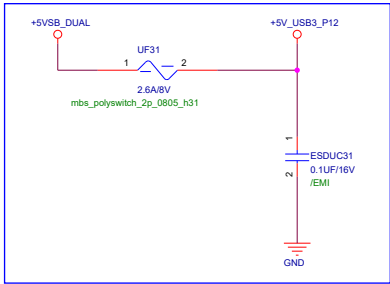 +5VSB_DUAL
+5V_USB3_P12
UF31
1
2
2.6A/8V
mbs_polyswitch_2p_0805_h31
1
ESDUC31
0.1UF/16V
2
/EMI
GND